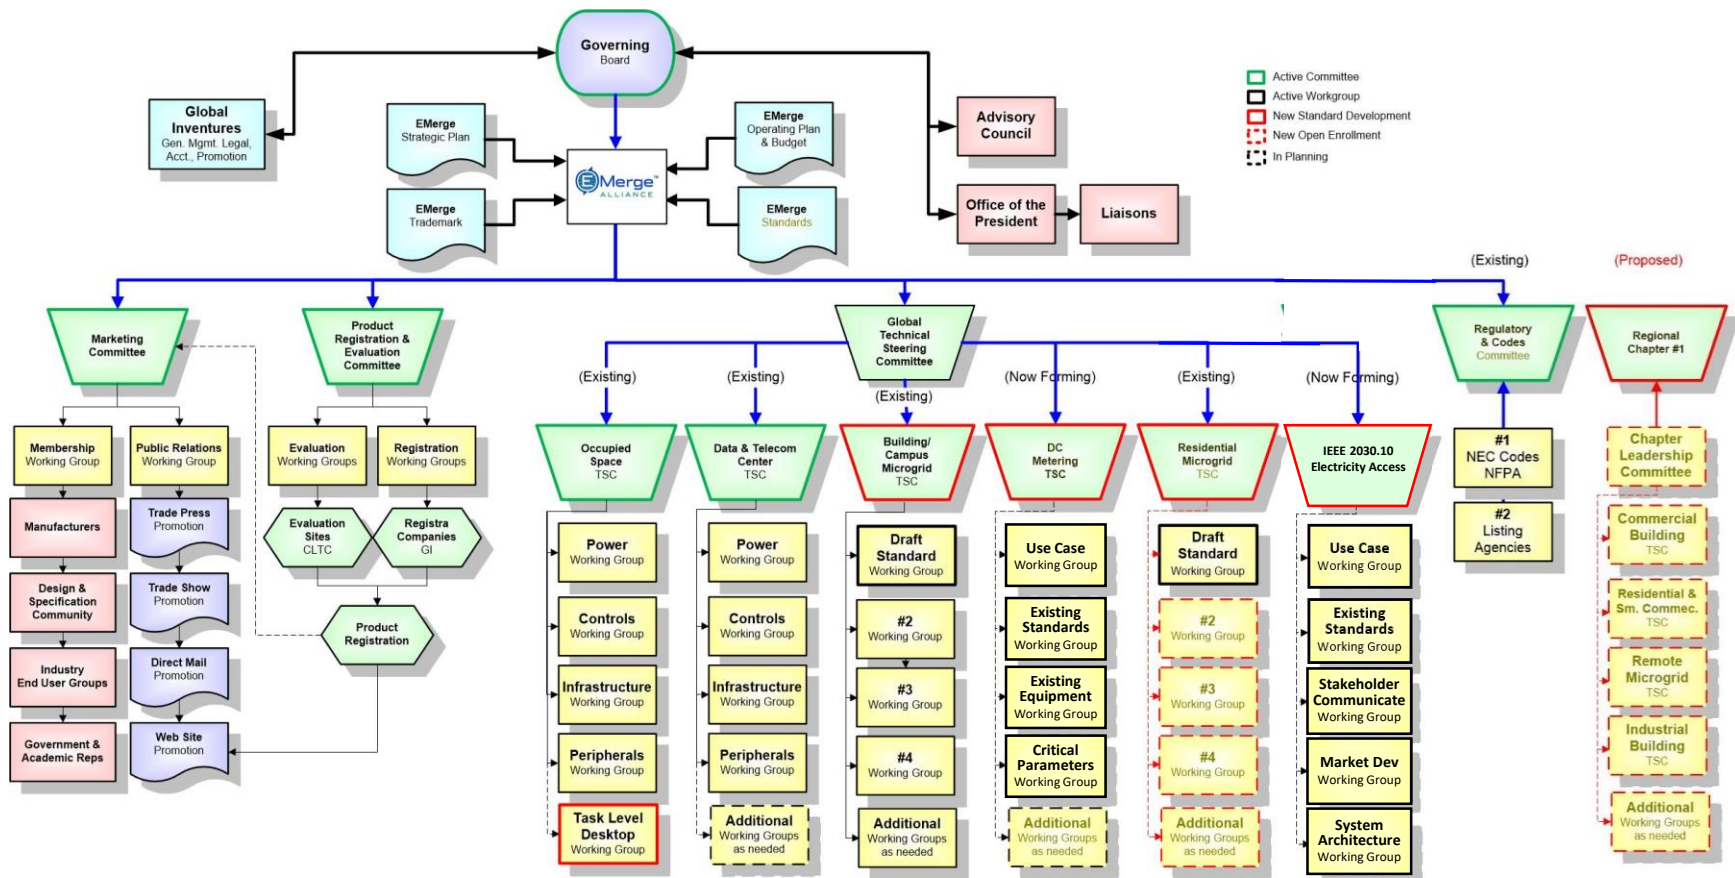 Governing
Board
Global
Inventures
Gen. Mgmt. Legal,
Acct., Promotion
EMerge
Strategic Plan
EMerge
Operating Plan
& Budget
EMerge
Trademark
EMerge
Standards
EMerge™
ALLIANCE
Advisory
Council
Office of the
President
Liaisons
Active Committee
Active Workgroup
New Standard Development
New Open Enrollment
In Planning
(Existing)
(Proposed)
Marketing
Committee
Product
Registration &
Evaluation
Committee
Global
Technical
Steering
Committee
Regulatory
& Codes
Committee
Regional
Chapter #1
(Existing)
(Existing)
(Existing)
(Now Forming)
(Existing)
(Now Forming)
Membership
Working Group
Public Relations
Working Group
Evaluation
Working Groups
Registration
Working Groups
Manufacturers
Trade Press
Promotion
Evaluation
Sites
CLTC
Registra
Companies
GI
Design &
Specification
Community
Trade Show
Promotion
Product
Registration
Industry
End User Groups
Direct Mail
Promotion
Government &
Academic Reps
Web Site
Promotion
Occupied
Space
TSC
Power
Working Group
Controls
Working Group
Infrastructure
Working Group
Peripherals
Working Group
Task Level
Desktop
Working Group
Data & Telecom
Center
TSC
Power
Working Group
Controls
Working Group
Infrastructure
Working Group
Peripherals
Working Group
Additional
Working Groups
as needed
Building/
Campus
Microgrid
TSC
Draft
Standard
Working Group
#2
Working Group
#3
Working Group
#4
Working Group
Additional
Working Groups
as needed
DC
Metering
TSC
Use Case
Working Group
Existing
Standards
Working Group
Existing
Equipment
Working Group
Critical
Parameters
Working Group
Additional
Working Groups
as needed
Residential
Microgrid
TSC
Draft
Standard
Working Group
#2
Working Group
#3
Working Group
#4
Working Group
Additional
Working Groups
as needed
IEEE 2030.10
Electricity Access
Use Case
Working Group
Existing
Standards
Working Group
Stakeholder
Communicate
Working Group
Market Dev
Working Group
System
Architecture
Working Group
#1
NEC Codes
NFPA
#2
Listing
Agencies
Chapter
Leadership
Committee
Commercial
Building
TSC
Residential &
Sm. Commec.
TSC
Remote
Microgrid
TSC
Industrial
Building
TSC
Additional
Working Groups
as needed